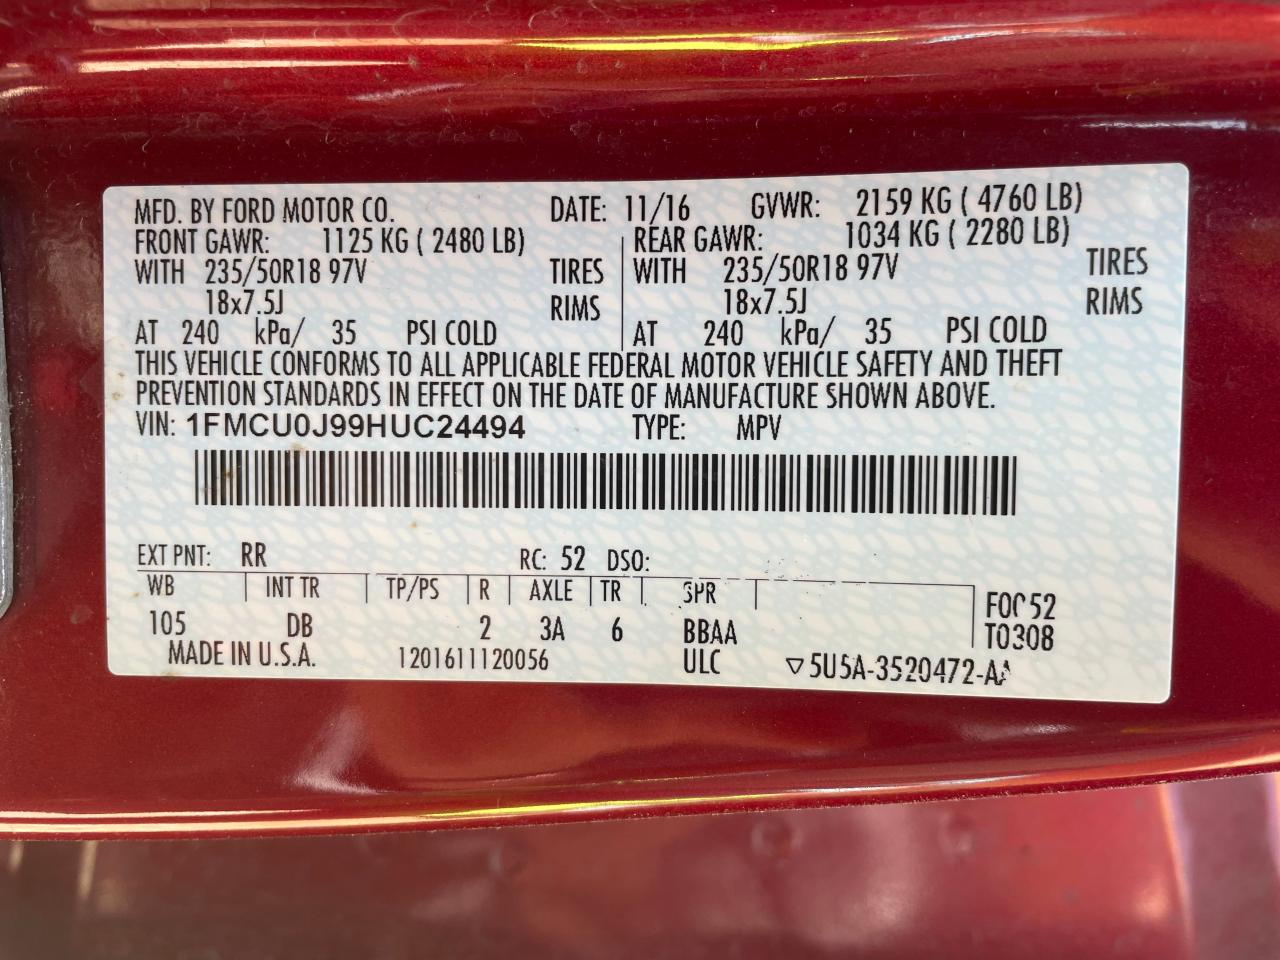 MFD. BY FORD MOTOR CO. DATE: 11/16 GVWR: 2159 KG ( 4760 LB)
FRONT GAWR: 1125 KG ( 2480 LB) REAR GAWR: 1034 KG ( 2280 LB)
WITH 235/50R18 97V TIRES WITH 235/50R18 97V TIRES
18x7.5J RIMS 18x7.5J RIMS
AT 240 kPa/ 35 PSI COLD AT 240 kPa/ 35 PSI COLD
THIS VEHICLE CONFORMS TO ALL APPLICABLE FEDERAL MOTOR VEHICLE SAFETY AND THEFT
PREVENTION STANDARDS IN EFFECT ON THE DATE OF MANUFACTURE SHOWN ABOVE.
VIN: 1FMCU0J99HUC24494 TYPE: MPV
EXT PNT: RR RC: 52 DSO:
WB INT TR TP/PS R AXLE TR SPR
105 DB 2 3A 6 BBAA
F0C52
T0308
MADE IN U.S.A. 1201611120056 ULC ▽5U5A-3520472-AA